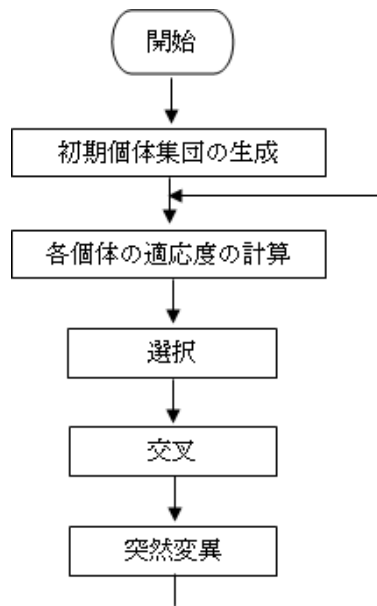 開始
初期個体集団の生成
各個体の適応度の計算
選択
交叉
突然変異